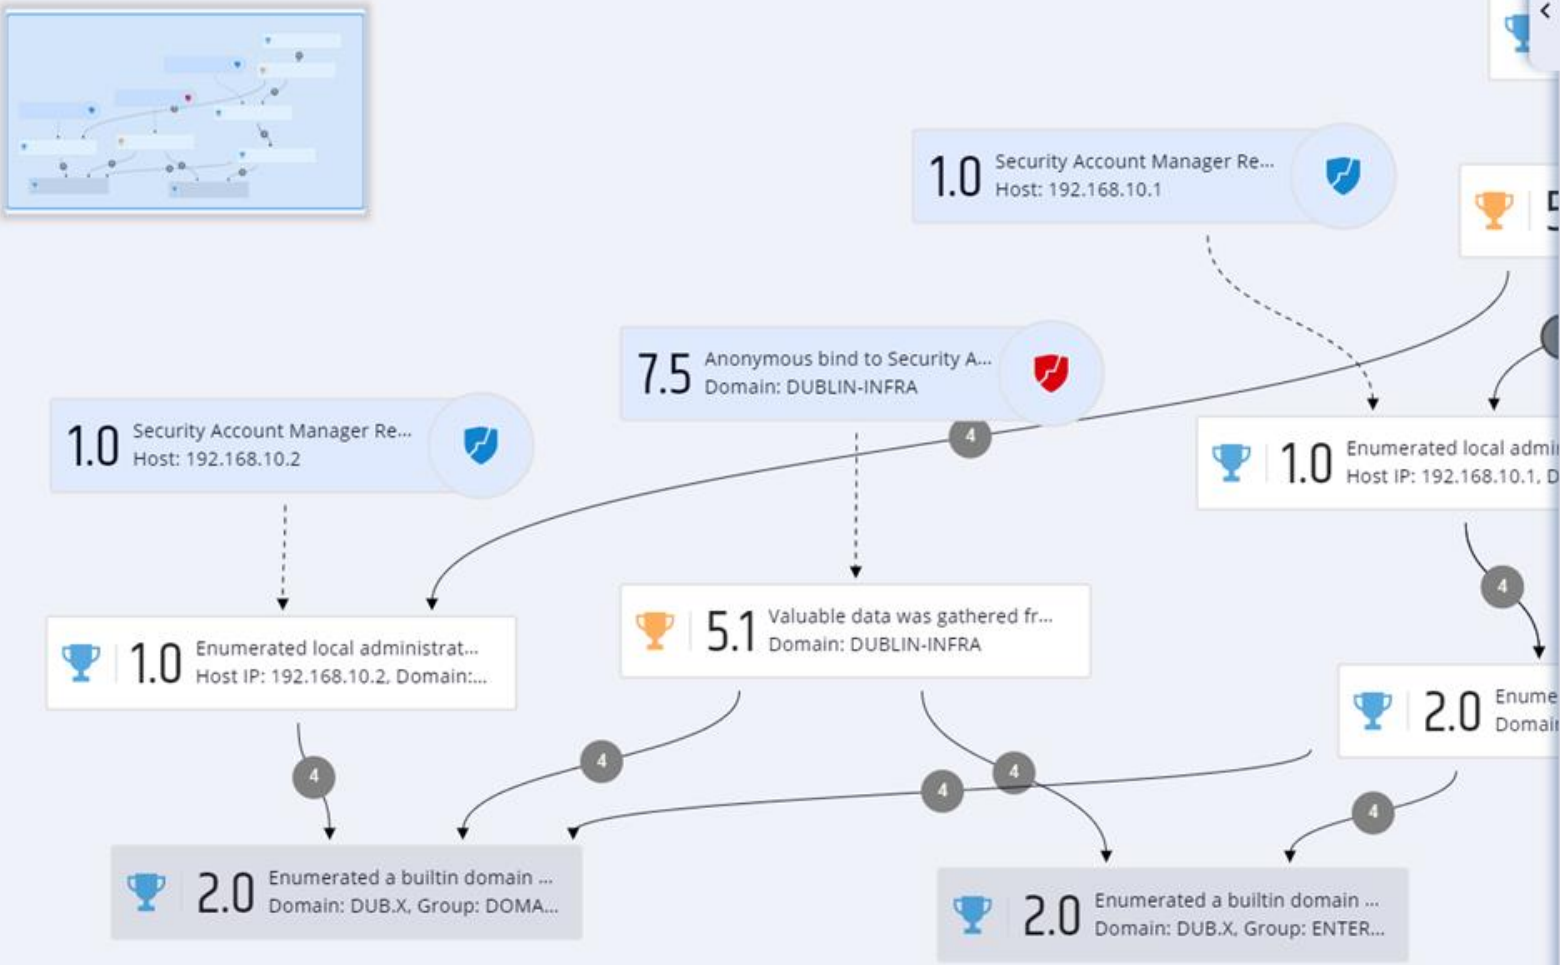 1.0
Security Account Manager Re...
Host: 192.168.10.1
7.5
Anonymous bind to Security A...
Domain: DUBLIN-INFRA
4
1.0
Security Account Manager Re...
Host: 192.168.10.2
1.0
Enumerated local admi
Host IP: 192.168.10.1, D
4
1.0
Enumerated local administrat...
Host IP: 192.168.10.2, Domain:...
5.1
Valuable data was gathered fr...
Domain: DUBLIN-INFRA
2.0
Enume
Domai
4
4
4
4
4
2.0
Enumerated a builtin domain ...
Domain: DUB.X, Group: DOMA...
2.0
Enumerated a builtin domain ...
Domain: DUB.X, Group: ENTER...